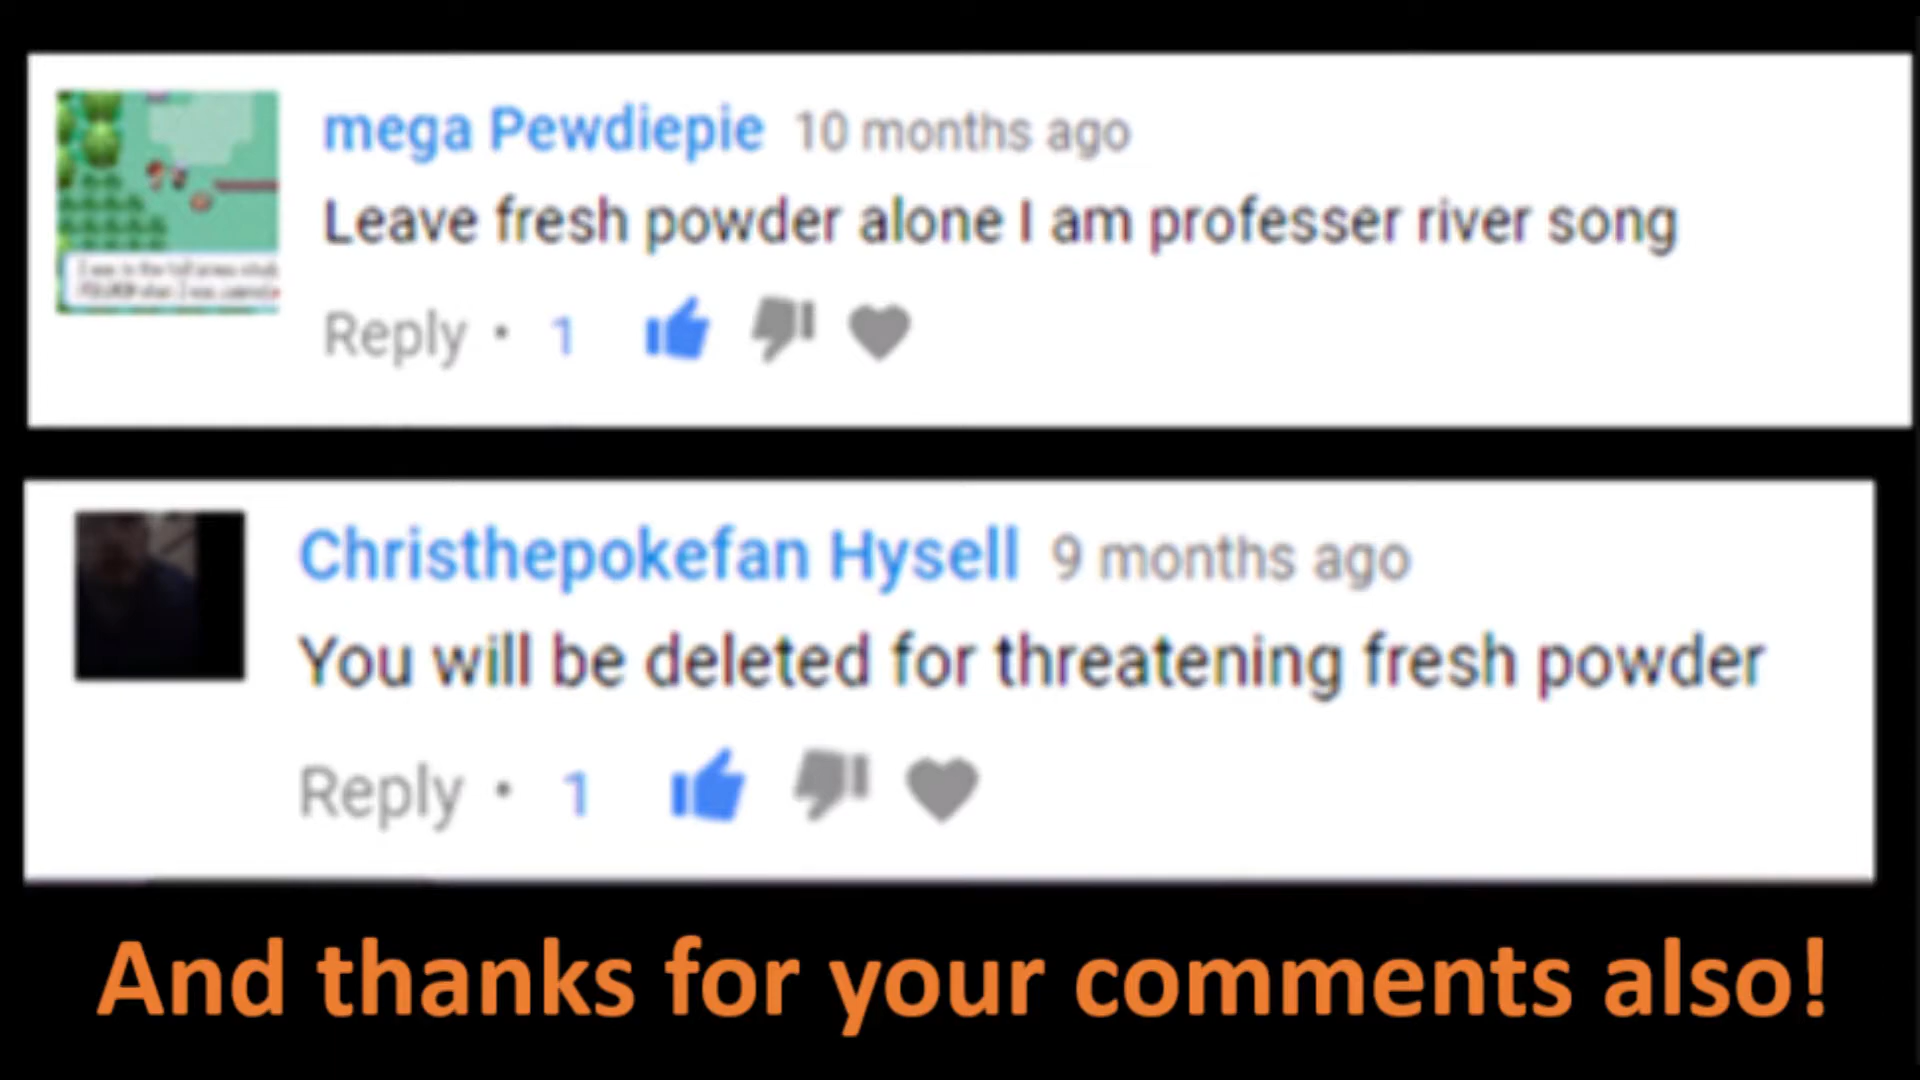 mega Pewdiepie 10 months ago
Leave fresh powder alone I am professer river song
Reply • 1
Christhepokefan Hysell 9 months ago
You will be deleted for threatening fresh powder
Reply • 1
And thanks for your comments also!